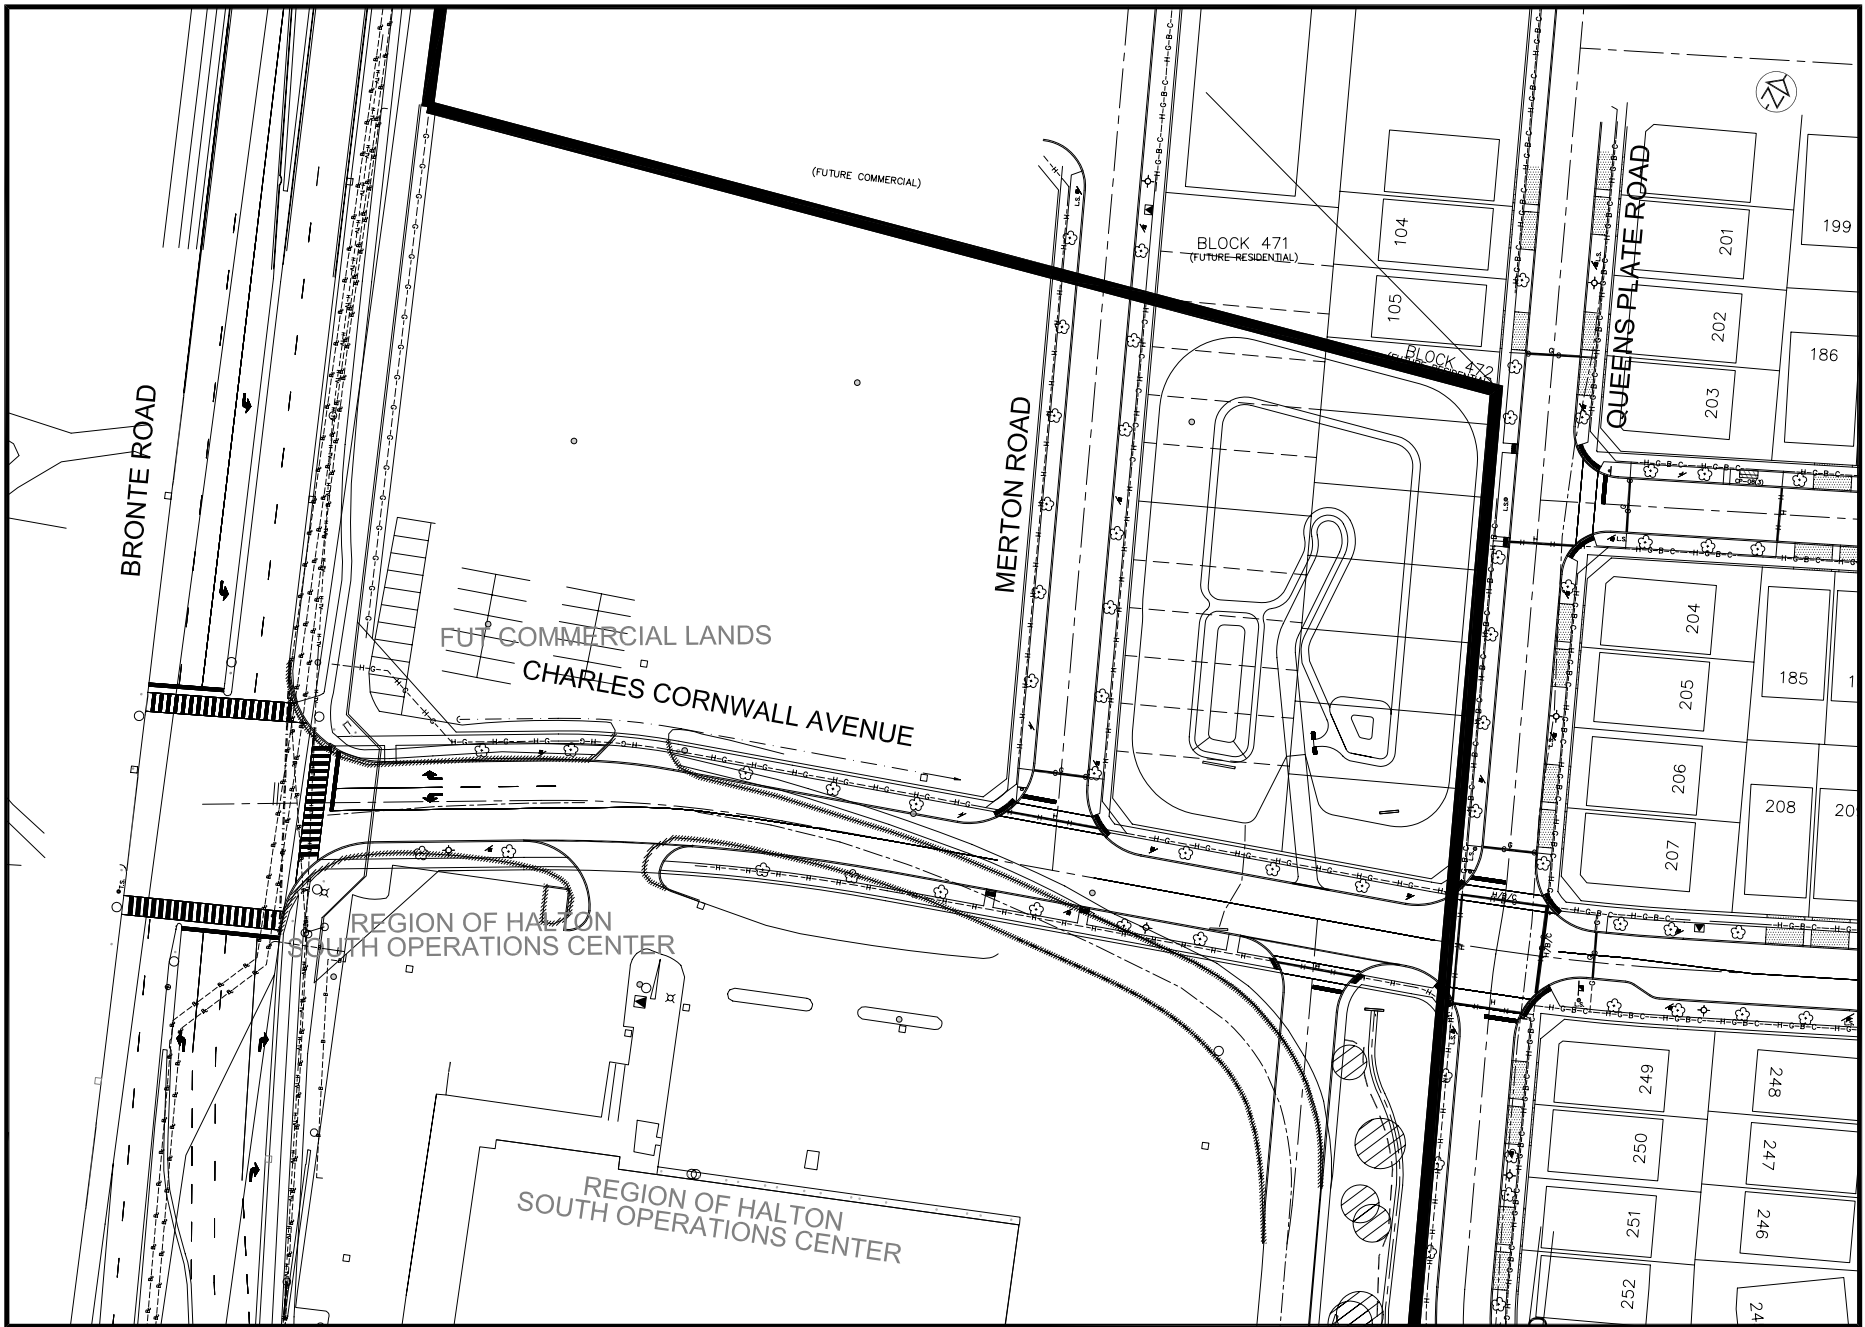 (FUTURE COMMERCIAL)
BLOCK 471
(FUTURE RESIDENTIAL)
104
105
BLOCK 472
QUEENS PLATE ROAD
201
202
203
199
186
BRONTE ROAD
MERTON ROAD
FUT COMMERCIAL LANDS
CHARLES CORNWALL AVENUE
204
205
206
207
185
208
REGION OF HALTON
SOUTH OPERATIONS CENTER
REGION OF HALTON
SOUTH OPERATIONS CENTER
249
250
251
252
248
247
246